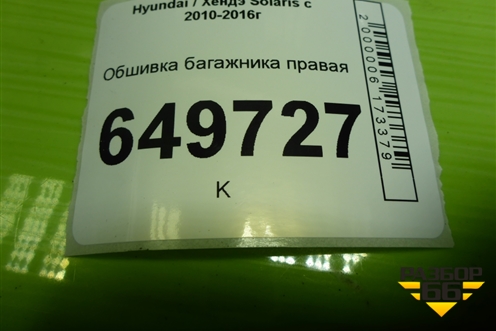 Hyundai / Хендэ Solaris с
2010-2016г
Обшивка багажника правая
649727
К
2000006173379
РАЗБОР
66